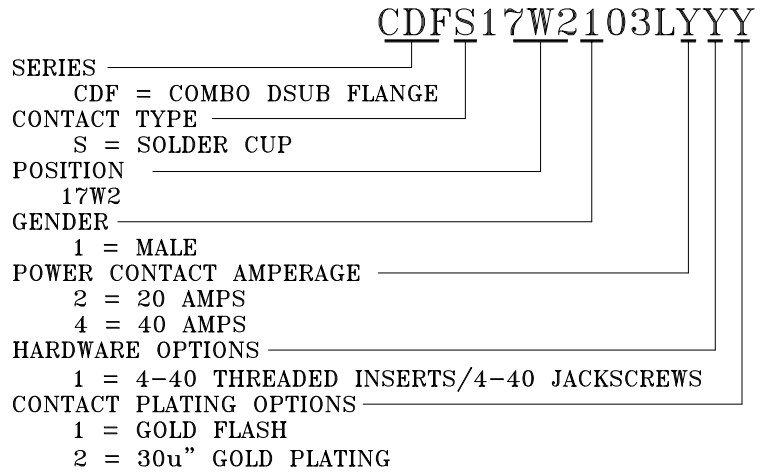 CDFS17W2103LYYY
SERIES
CDF = COMBO DSUB FLANGE
CONTACT TYPE
S = SOLDER CUP
POSITION
17W2
GENDER
1 = MALE
POWER CONTACT AMPERAGE
2 = 20 AMPS
4 = 40 AMPS
HARDWARE OPTIONS
1 = 4-40 THREADED INSERTS/4-40 JACKSCREWS
CONTACT PLATING OPTIONS
1 = GOLD FLASH
2 = 30u" GOLD PLATING